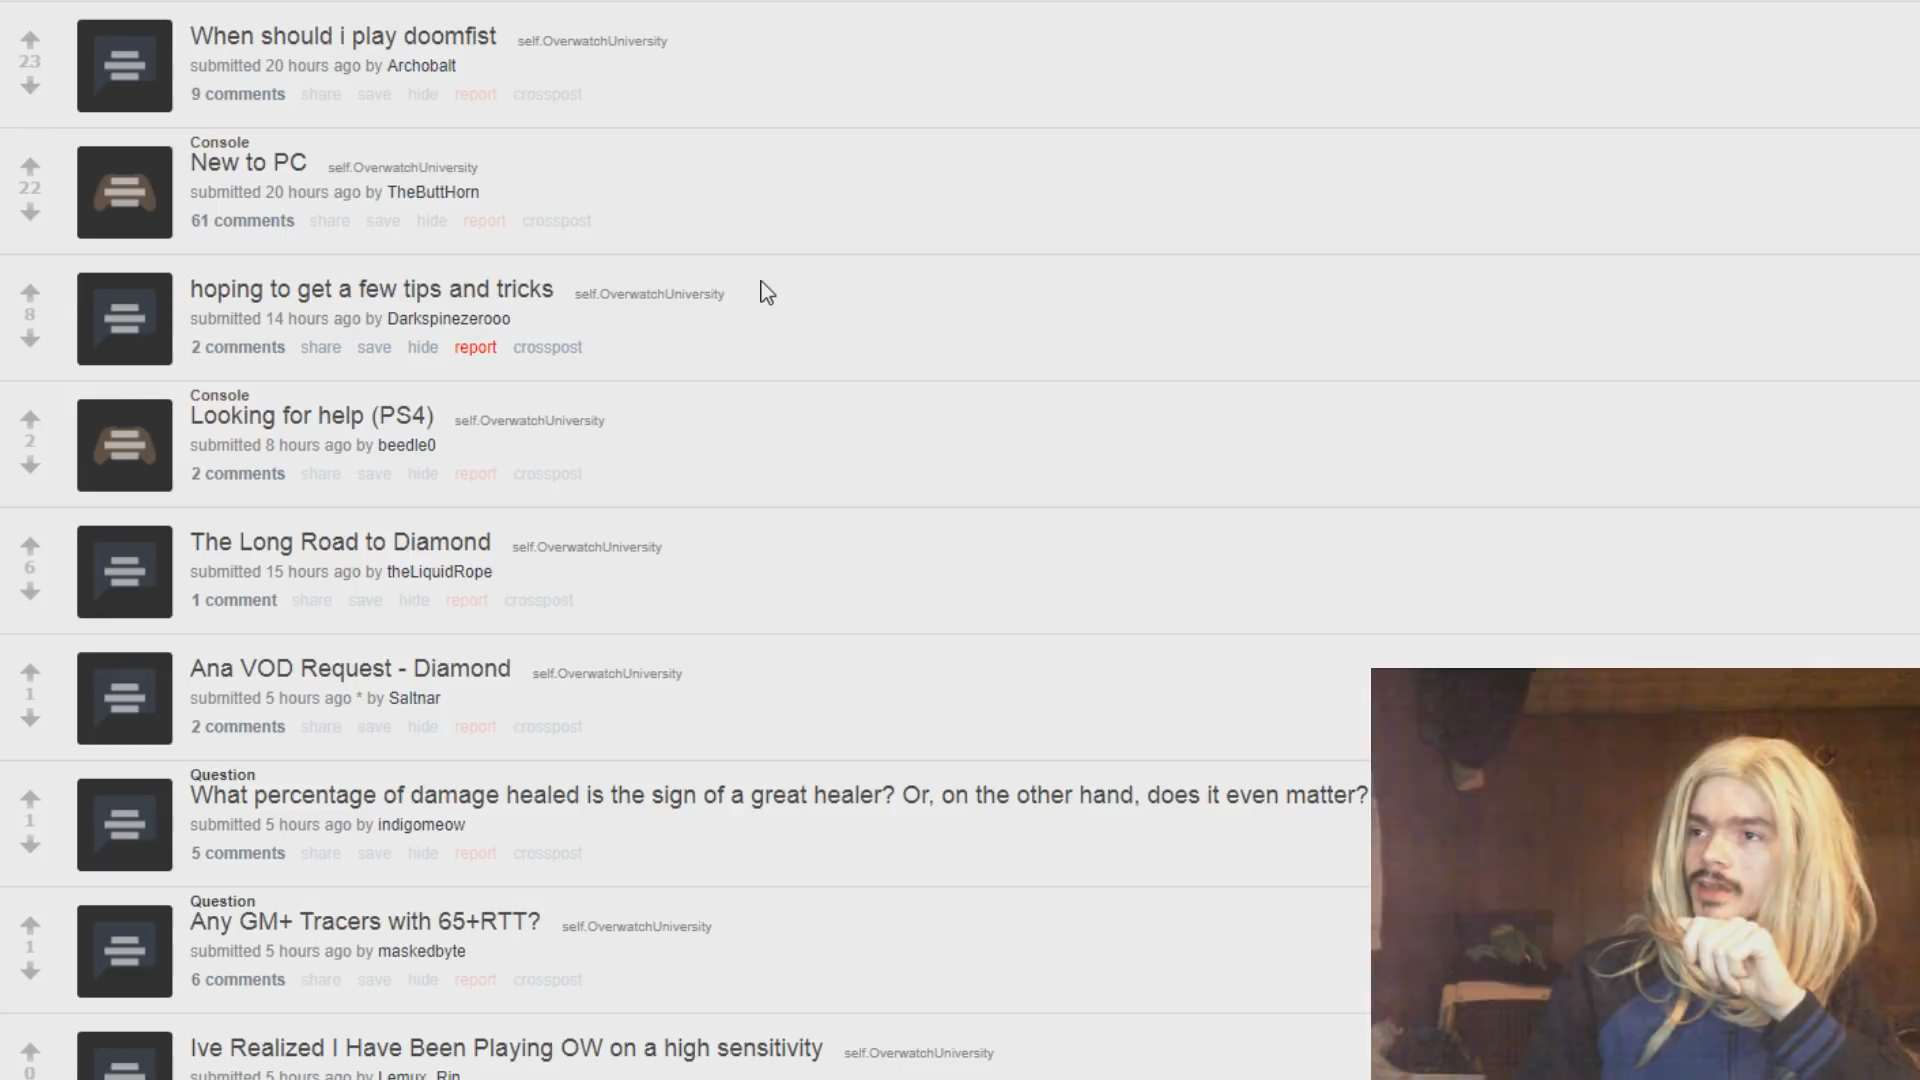 When should i play doomfist self.OverwatchUniversity
23
submitted 20 hours ago by Archobalt
9 comments share save hide report crosspost
Console
New to PC self.OverwatchUniversity
22
submitted 20 hours ago by TheButtHorn
61 comments share save hide report crosspost
hoping to get a few tips and tricks self.OverwatchUniversity
8
submitted 14 hours ago by Darkspinezerooo
2 comments share save hide report crosspost
Console
Looking for help (PS4) self.OverwatchUniversity
2
submitted 8 hours ago by beedle0
2 comments share save hide report crosspost
The Long Road to Diamond self.OverwatchUniversity
6
submitted 15 hours ago by theLiquidRope
1 comment share save hide report crosspost
Ana VOD Request - Diamond self.OverwatchUniversity
1
submitted 5 hours ago * by Saltnar
2 comments share save hide report crosspost
Question
What percentage of damage healed is the sign of a great healer? Or, on the other hand, does it even matter?
1
submitted 5 hours ago by indigomeow
5 comments share save hide report crosspost
Question
Any GM+ Tracers with 65+RTT? self.OverwatchUniversity
1
submitted 5 hours ago by maskedbyte
6 comments share save hide report crosspost
Ive Realized I Have Been Playing OW on a high sensitivity self.OverwatchUniversity
0
submitted 5 hours ago by Lemux_Rin